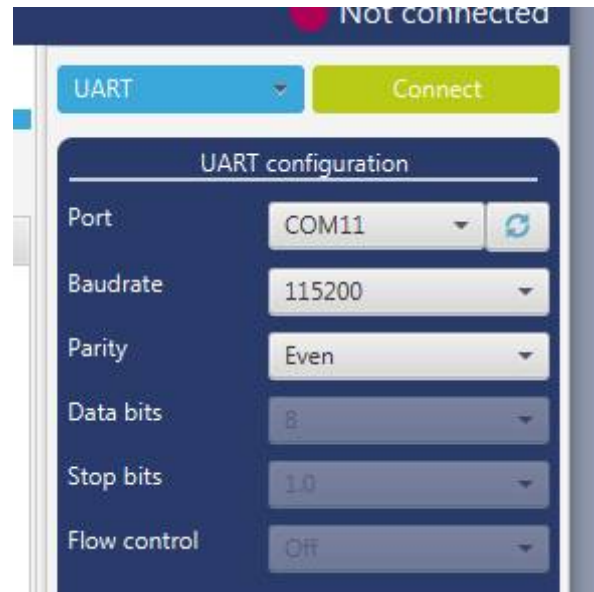 Not connected
UART Connect
UART configuration
Port COM11
Baudrate 115200
Parity Even
Data bits 8
Stop bits 1.0
Flow control Off